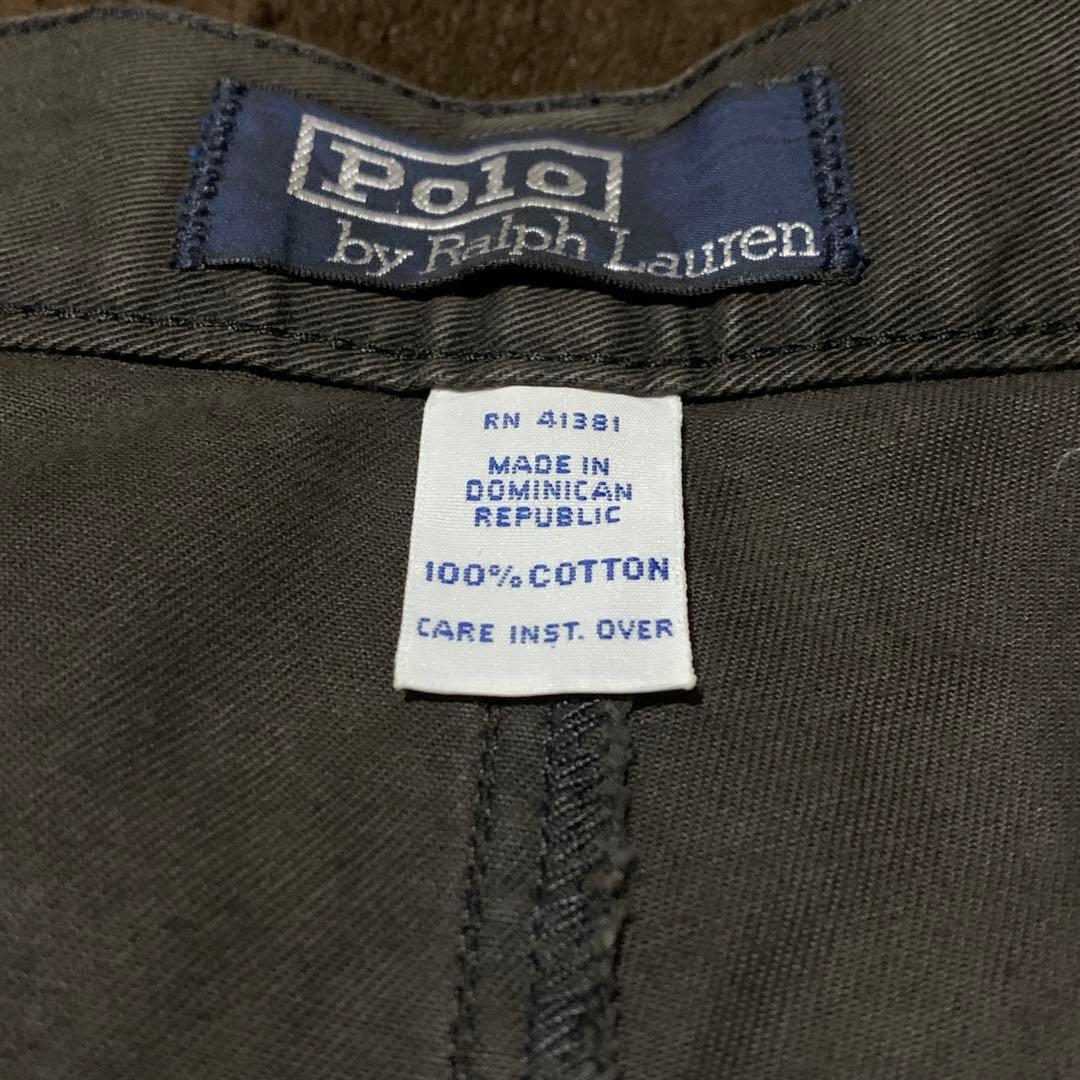 Polo
by Ralph Lauren
RN 41381
MADE IN
DOMINICAN
REPUBLIC
100% COTTON
CARE INST. OVER